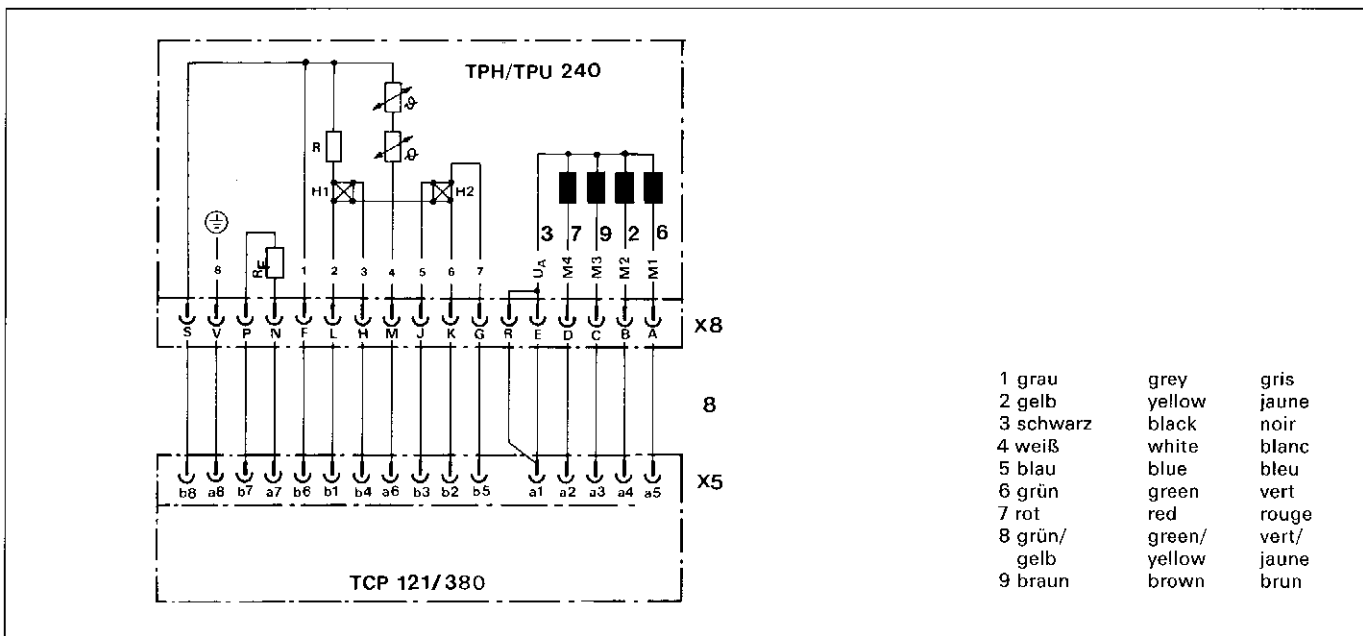 TPH/TPU 240
ϑ
R
ϑ
H1
H2
3 7 9 2 6
8 RE 1 2 3 4 5 6 7 UA M4 M3 M2 M1
S V P N F L H M J K G R E D C B A
X8
8
b8 a8 b7 a7 b6 b1 b4 a6 b3 b2 b5 a1 a2 a3 a4 a5
X5
TCP 121/380
1 grau grey gris
2 gelb yellow jaune
3 schwarz black noir
4 weiß white blanc
5 blau blue bleu
6 grün green vert
7 rot red rouge
8 grün/ green/ vert/
gelb yellow jaune
9 braun brown brun